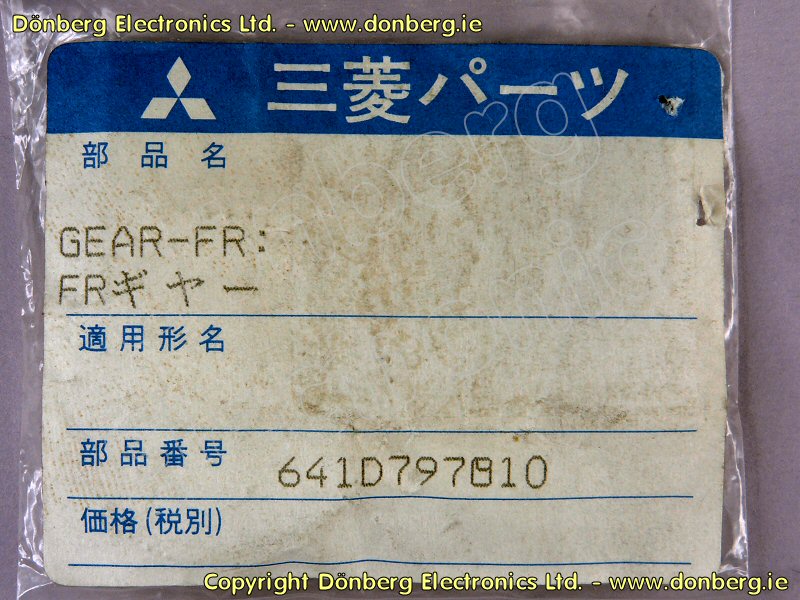 Dönberg Electronics Ltd. - www.donberg.ie
三菱パーツ
部品名
GEAR-FR:
FRギヤー
適用形名
部品番号 641D797810
価格(税別)
Copyright Dönberg Electronics Ltd. - www.donberg.ie